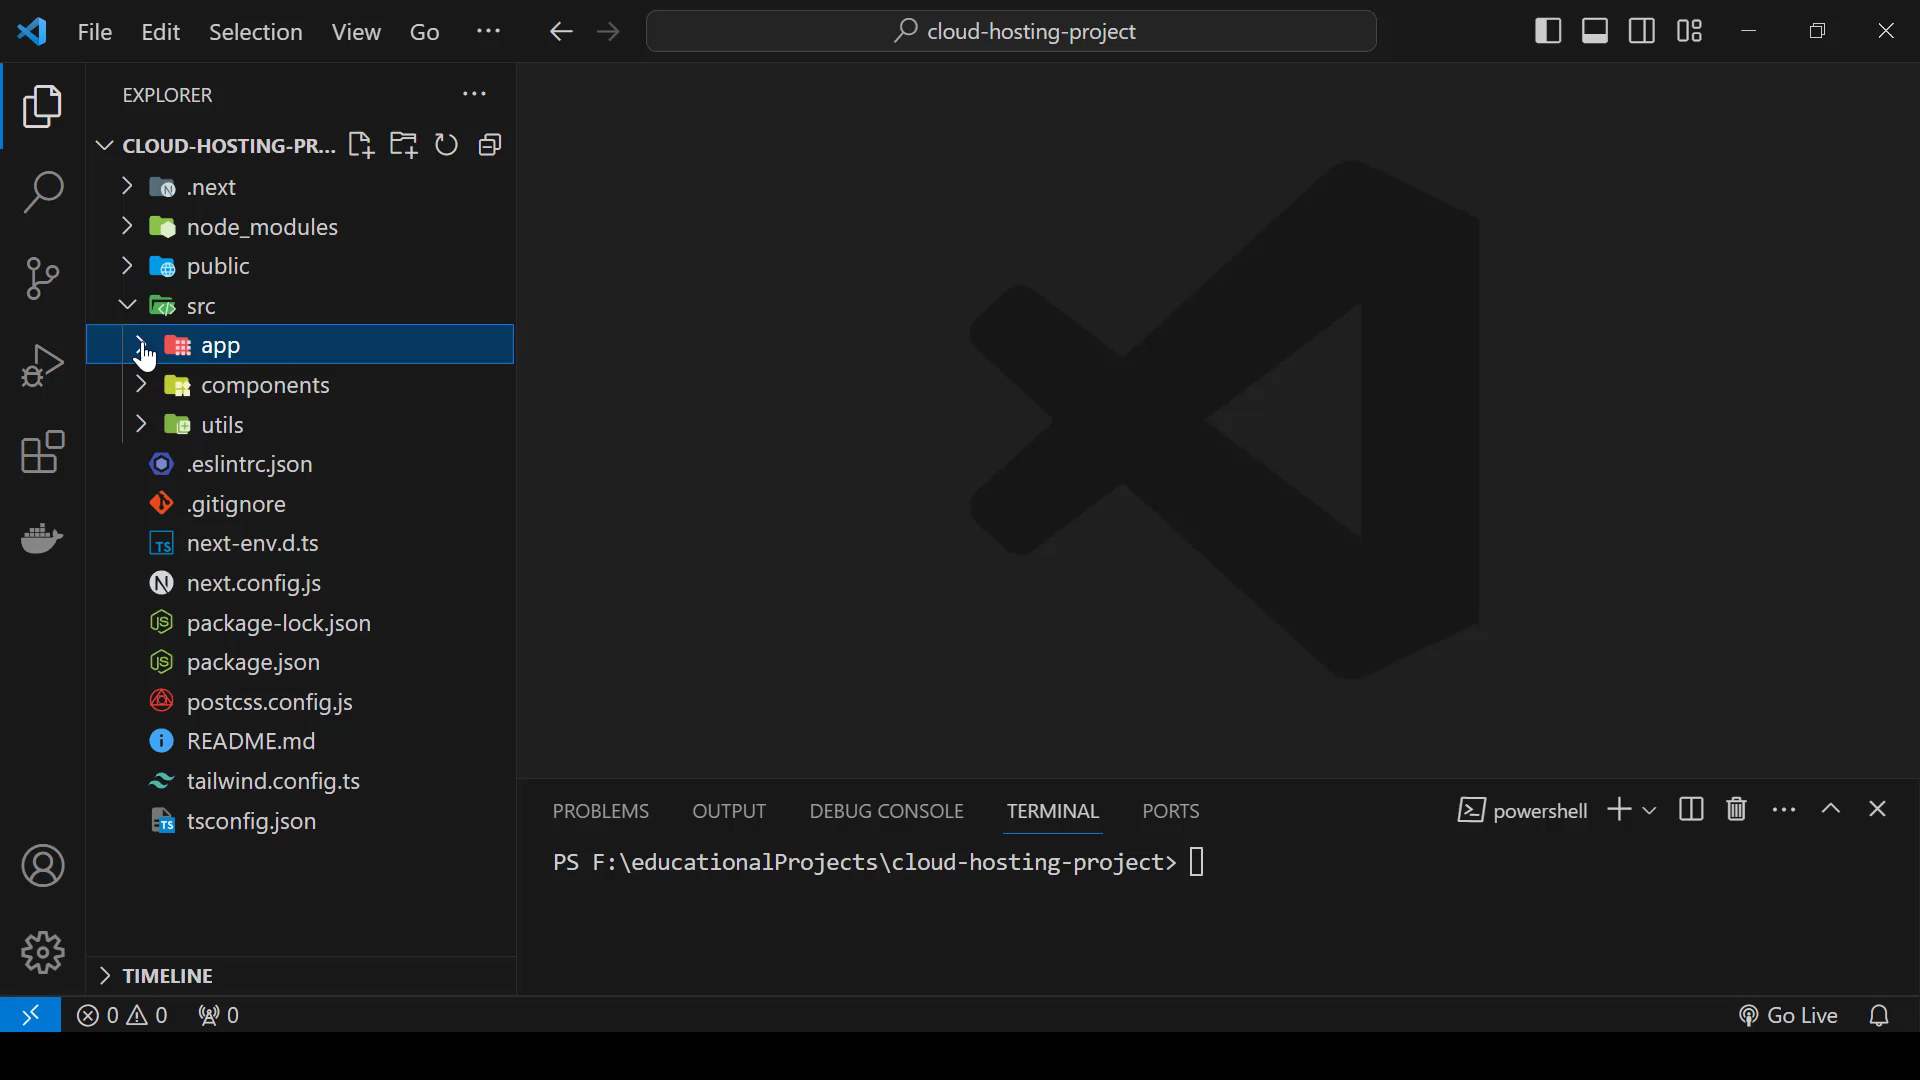 File Edit Selection View Go ··· cloud-hosting-project
EXPLORER ···
CLOUD-HOSTING-PR...
.next
node_modules
public
src
app
components
utils
.eslintrc.json
.gitignore
next-env.d.ts
next.config.js
package-lock.json
package.json
postcss.config.js
README.md
tailwind.config.ts
tsconfig.json
TIMELINE
PROBLEMS OUTPUT DEBUG CONSOLE TERMINAL PORTS powershell
PS F:\educationalProjects\cloud-hosting-project>
0 0 0 Go Live